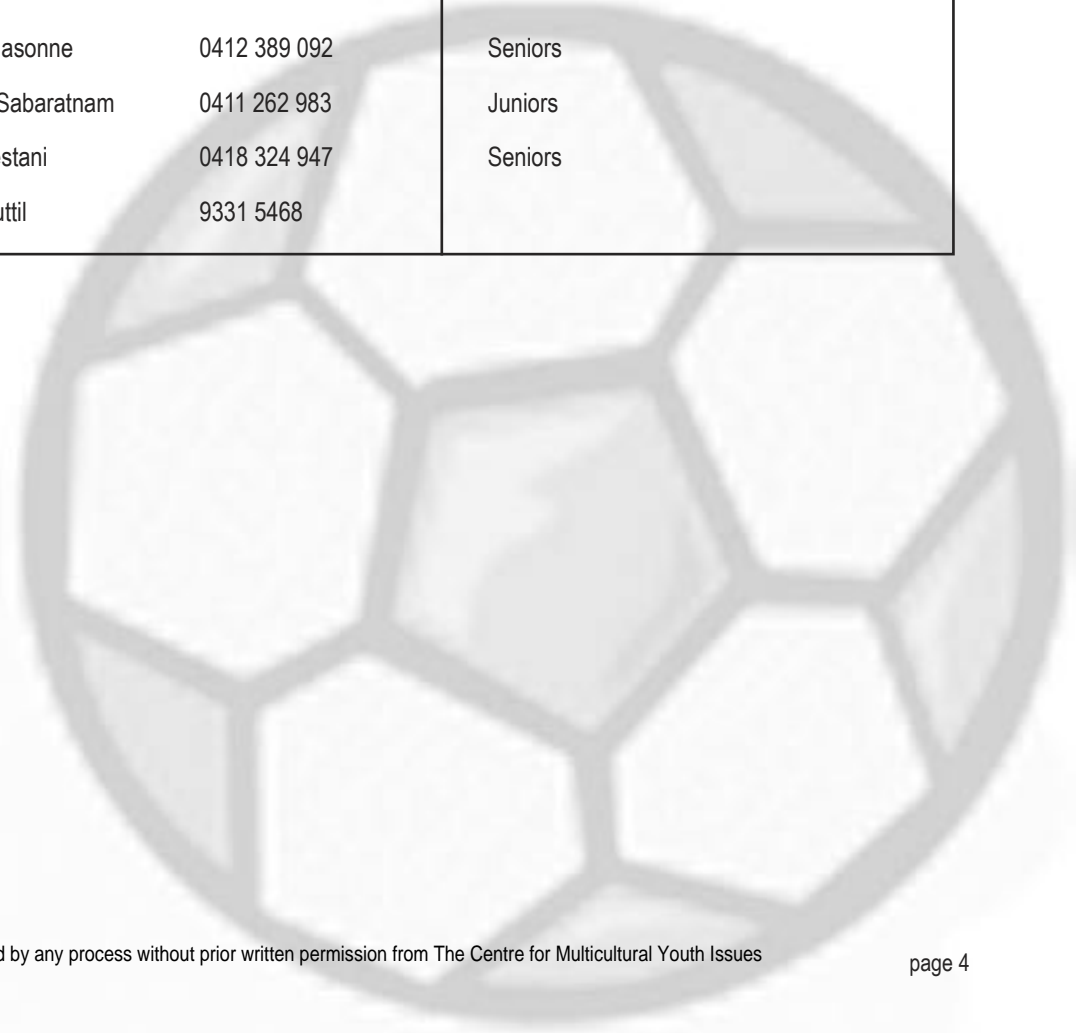 asonne 0412 389 092 Seniors
Sabaratnam 0411 262 983 Juniors
stani 0418 324 947 Seniors
uttil 9331 5468
d by any process without prior written permission from The Centre for Multicultural Youth Issues
page 4